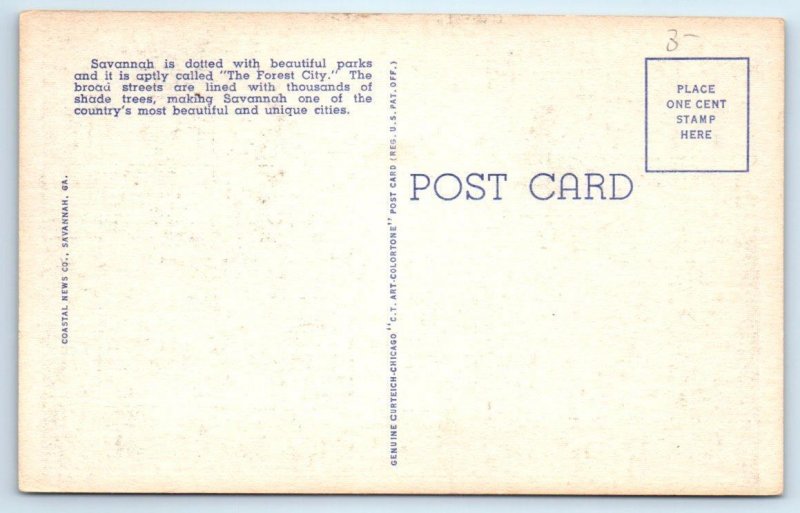 Savannah is dotted with beautiful parks
and it is aptly called "The Forest City." The
broad streets are lined with thousands of
shade trees, making Savannah one of the
country's most beautiful and unique cities.
COASTAL NEWS CO., SAVANNAH, GA.
GENUINE CURTEICH-CHICAGO "C.T. ART-COLORTONE" POST CARD (REG. U.S. PAT. OFF.)
POST CARD
3-
PLACE
ONE CENT
STAMP
HERE